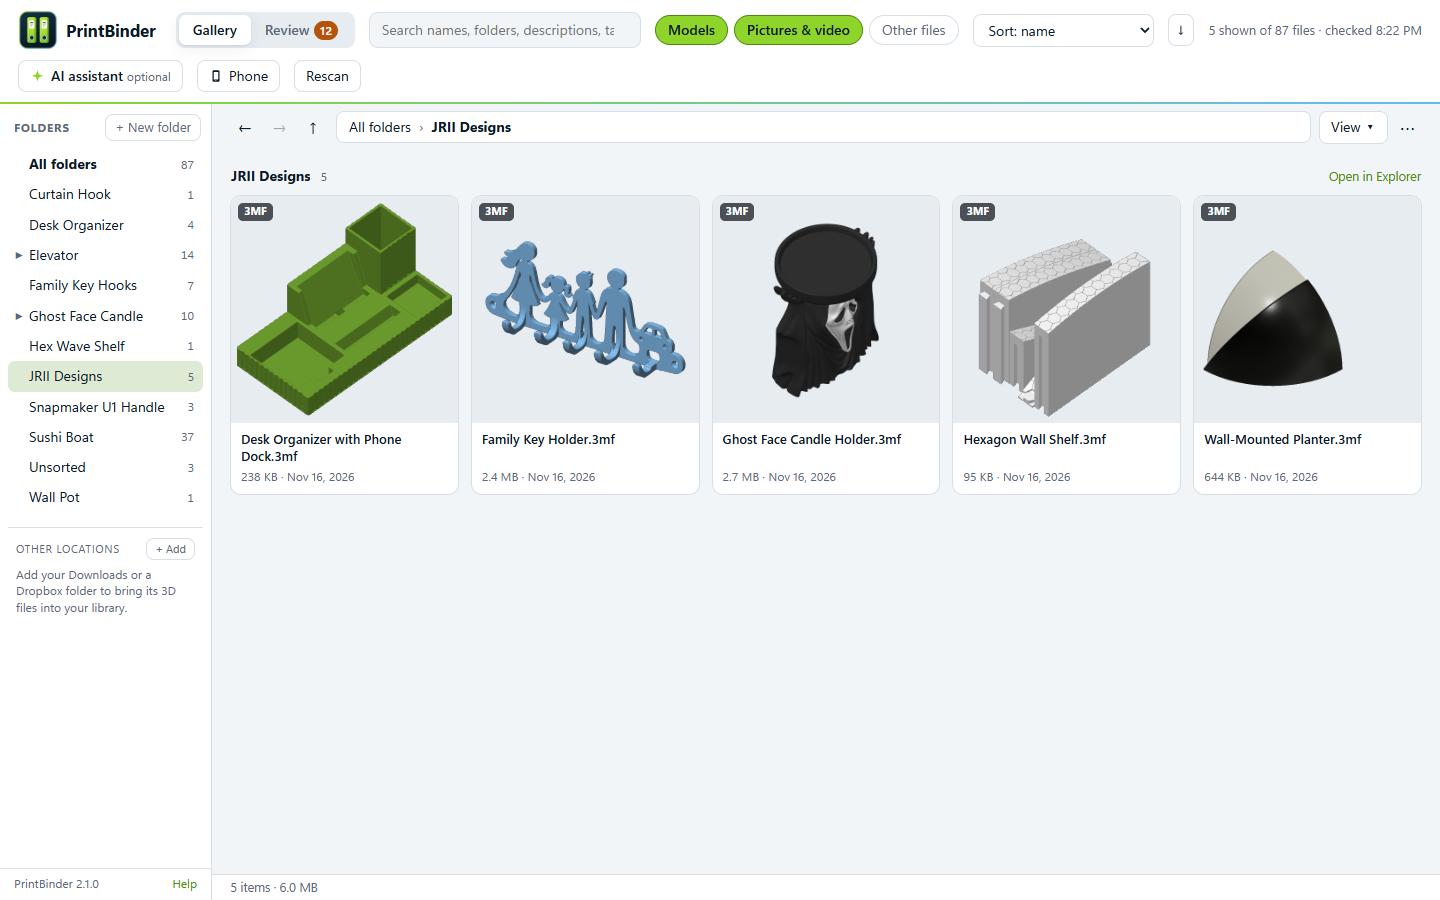 PrintBinder
Gallery
Review 12
Search names, folders, descriptions, ta
Models
Pictures & video
Other files
Sort: name
↓
5 shown of 87 files · checked 8:22 PM
AI assistant optional
Phone
Rescan
FOLDERS
+ New folder
All folders 87
Curtain Hook 1
Desk Organizer 4
Elevator 14
Family Key Hooks 7
Ghost Face Candle 10
Hex Wave Shelf 1
JRII Designs 5
Snapmaker U1 Handle 3
Sushi Boat 37
Unsorted 3
Wall Pot 1
OTHER LOCATIONS
+ Add
Add your Downloads or a
Dropbox folder to bring its 3D
files into your library.
PrintBinder 2.1.0
Help
← → ↑
All folders › JRII Designs
View ▾
...
JRII Designs 5
Open in Explorer
3MF
Desk Organizer with Phone
Dock.3mf
238 KB · Nov 16, 2026
3MF
Family Key Holder.3mf
2.4 MB · Nov 16, 2026
3MF
Ghost Face Candle Holder.3mf
2.7 MB · Nov 16, 2026
3MF
Hexagon Wall Shelf.3mf
95 KB · Nov 16, 2026
3MF
Wall-Mounted Planter.3mf
644 KB · Nov 16, 2026
5 items · 6.0 MB